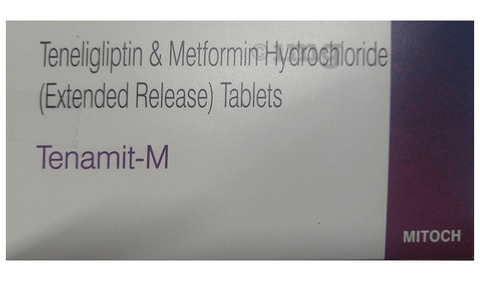 Teneligliptin & Metformin Hydrochloride
(Extended Release) Tablets
Tenamit-M
MITOCH